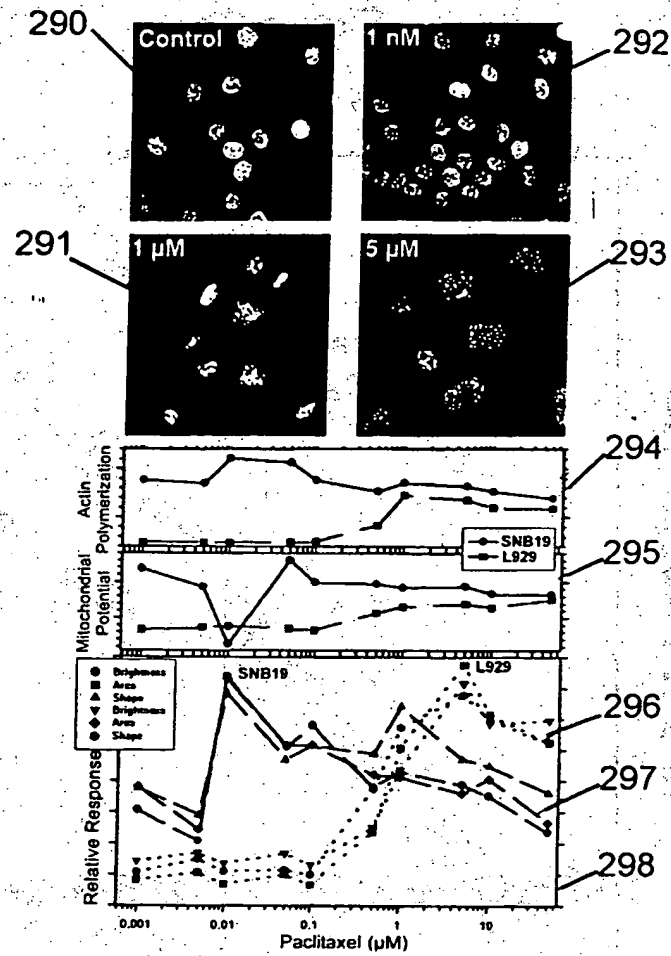 290
Control
1 nM
292
291
1 µM
5 µM
293
Actin
Polymerization
294
SNB19
L929
Mitochondrial
Potential
295
Brightness
Area
Shape
Brightness
Area
Shape
SNB19
L929
296
297
Relative Response
298
0.001
0.01
0.1
1
10
Paclitaxel (µM)